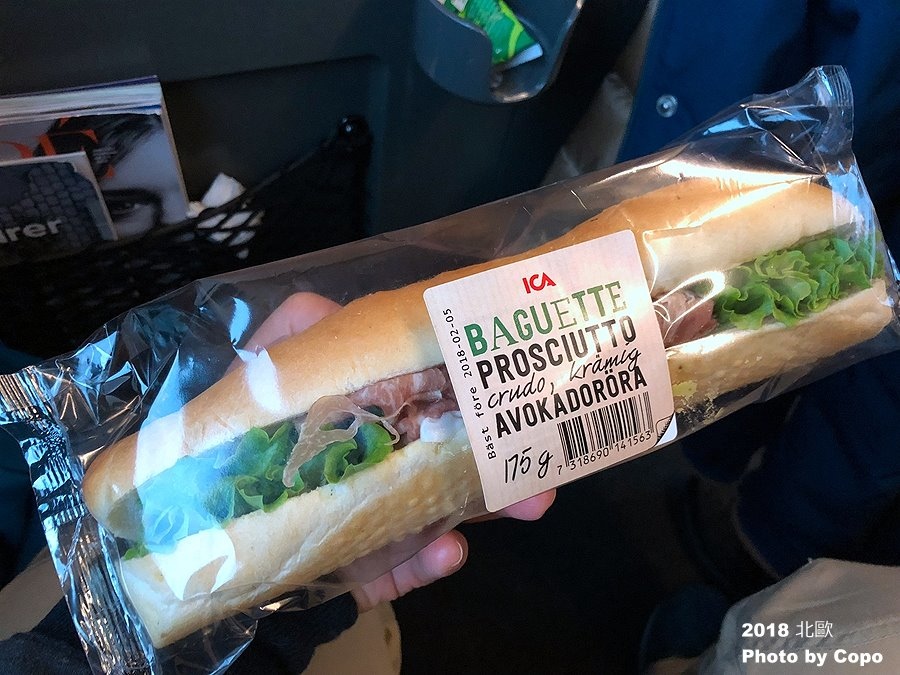 ICA
BAGUETTE
PROSCIUTTO
crudo, krämig
AVOKADORÖRA
175 g
7 318690 141563
Bäst före 2018-02-05
rer
2018 北歐
Photo by Copo